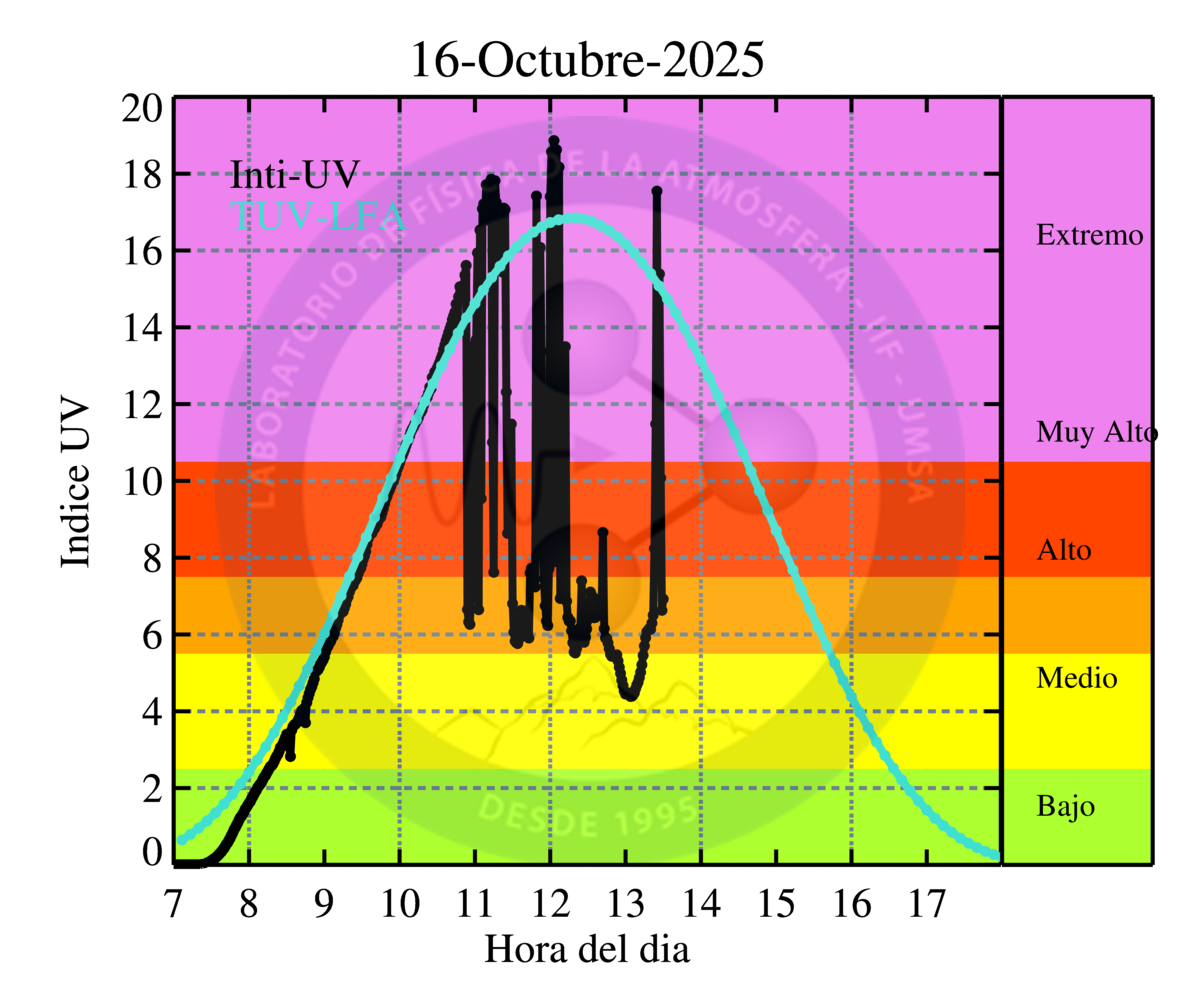 16-Octubre-2025
20
18
16
14
12
10
8
6
4
2
0
Indice UV
Inti-UV
TUV-LFA
LABORATORIO DE FÍSICA DE LA ATMÓSFERA - IIF - UMSA
DESDE 1995
Extremo
Muy Alto
Alto
Medio
Bajo
7 8 9 10 11 12 13 14 15 16 17
Hora del dia